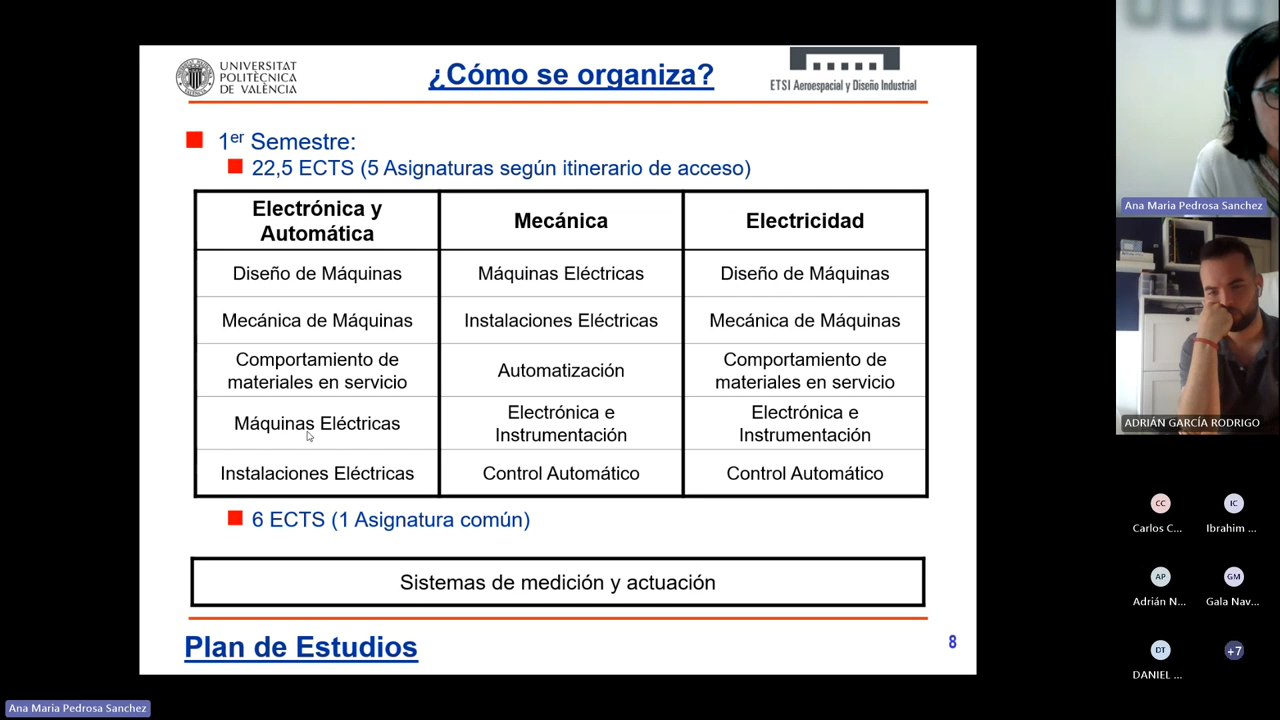 UNIVERSITAT
POLITÈCNICA
DE VALÈNCIA
¿Cómo se organiza?
ETSI Aeroespacial y Diseño Industrial
1er Semestre:
22,5 ECTS (5 Asignaturas según itinerario de acceso)
Electrónica y
Automática
Mecánica
Electricidad
Diseño de Máquinas
Máquinas Eléctricas
Diseño de Máquinas
Mecánica de Máquinas
Instalaciones Eléctricas
Mecánica de Máquinas
Comportamiento de
materiales en servicio
Automatización
Comportamiento de
materiales en servicio
Máquinas Eléctricas
Electrónica e
Instrumentación
Electrónica e
Instrumentación
Instalaciones Eléctricas
Control Automático
Control Automático
6 ECTS (1 Asignatura común)
Sistemas de medición y actuación
Plan de Estudios
8
Ana Maria Pedrosa Sanchez
Ana Maria Pedrosa Sanchez
ADRIÁN GARCÍA RODRIGO
CC
Carlos C...
IC
Ibrahim ...
AP
Adrián N...
GM
Gala Nav...
DT
DANIEL ...
+7